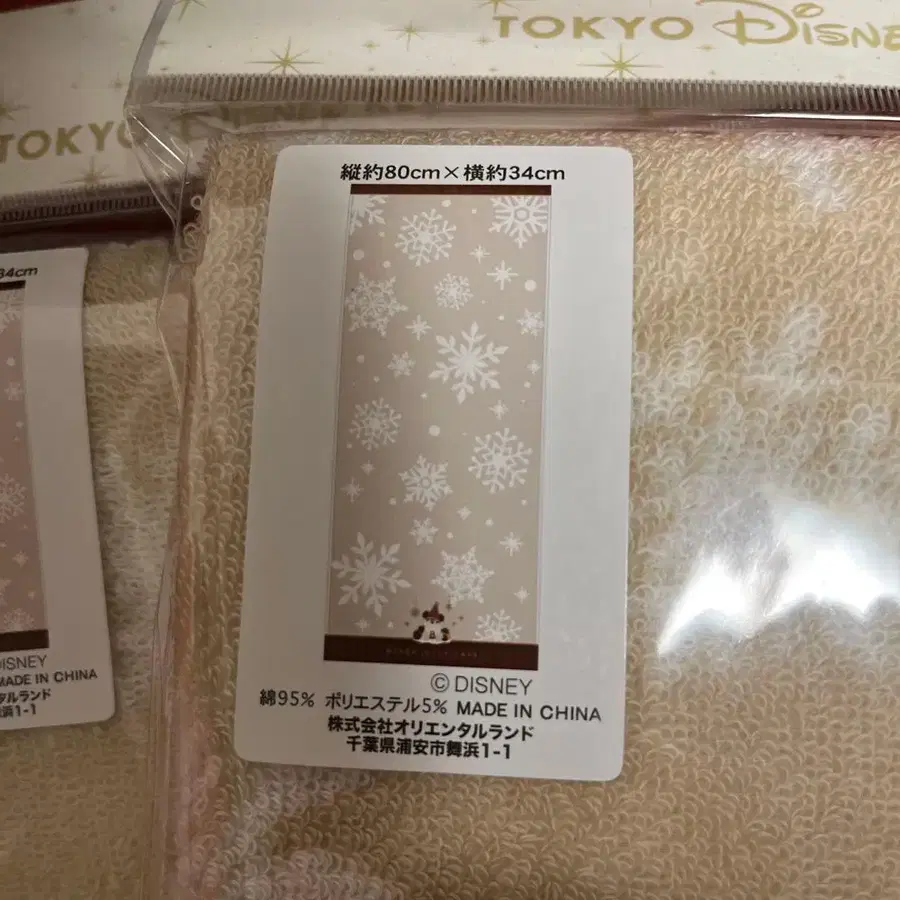 TOKYO DISNE
TOKYO
縦約80cm×横約34cm
©DISNEY
綿95% ポリエステル5% MADE IN CHINA
株式会社オリエンタルランド
千葉県浦安市舞浜1-1
34cm
DISNEY
MADE IN CHINA
タルランド
浜1-1